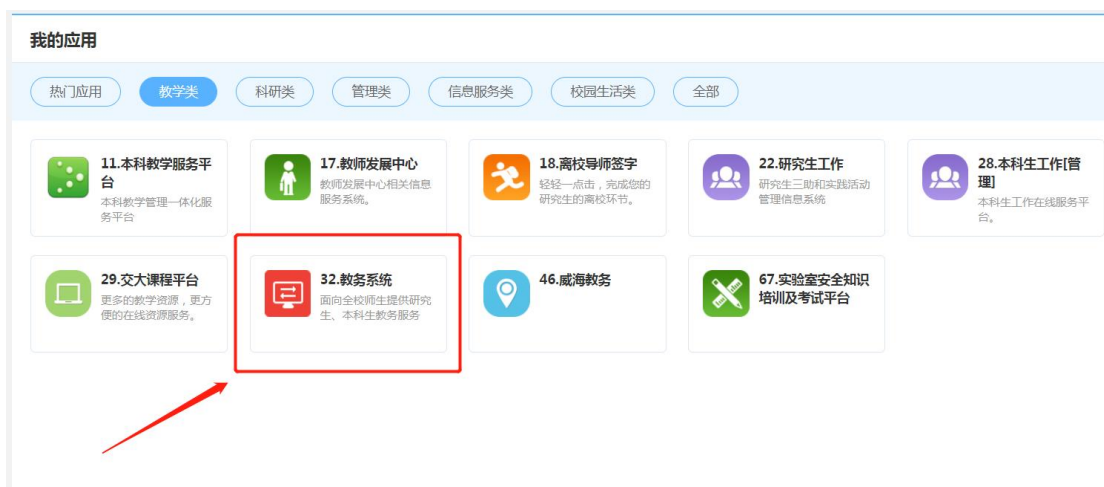 我的应用
热门应用
教学类
科研类
管理类
信息服务类
校园生活类
全部
11.本科教学服务平
台
本科教学管理一体化服
务平台
17.教师发展中心
教师发展中心相关信息
服务系统。
18.离校导师签字
轻轻一点击，完成您的
研究生的离校环节。
22.研究生工作
研究生三助和实践活动
管理信息系统
28.本科生工作[管
理]
本科生工作在线服务平
台。
29.交大课程平台
更多的教学资源，更方
便的在线资源服务。
32.教务系统
面向全校师生提供研究
生、本科生教务服务
46.威海教务
67.实验室安全知识
培训及考试平台